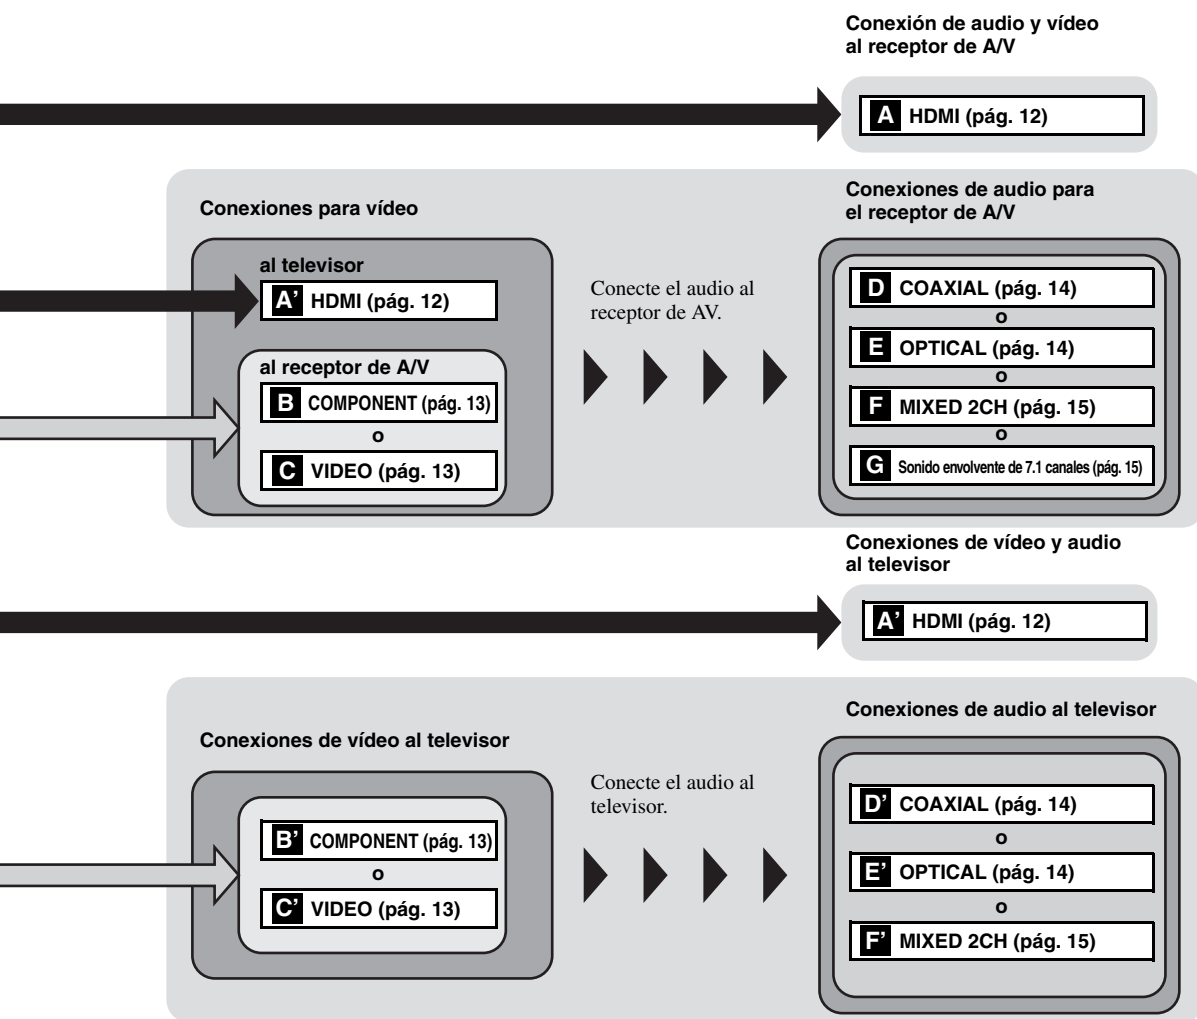 Conexión de audio y vídeo
al receptor de A/V
A HDMI (pág. 12)
Conexiones para vídeo
al televisor
A’ HDMI (pág. 12)
al receptor de A/V
B COMPONENT (pág. 13)
o
C VIDEO (pág. 13)
Conecte el audio al
receptor de AV.
Conexiones de audio para
el receptor de A/V
D COAXIAL (pág. 14)
o
E OPTICAL (pág. 14)
o
F MIXED 2CH (pág. 15)
o
G Sonido envolvente de 7.1 canales (pág. 15)
Conexiones de vídeo y audio
al televisor
A’ HDMI (pág. 12)
Conexiones de vídeo al televisor
B’ COMPONENT (pág. 13)
o
C’ VIDEO (pág. 13)
Conecte el audio al
televisor.
Conexiones de audio al televisor
D’ COAXIAL (pág. 14)
o
E’ OPTICAL (pág. 14)
o
F’ MIXED 2CH (pág. 15)